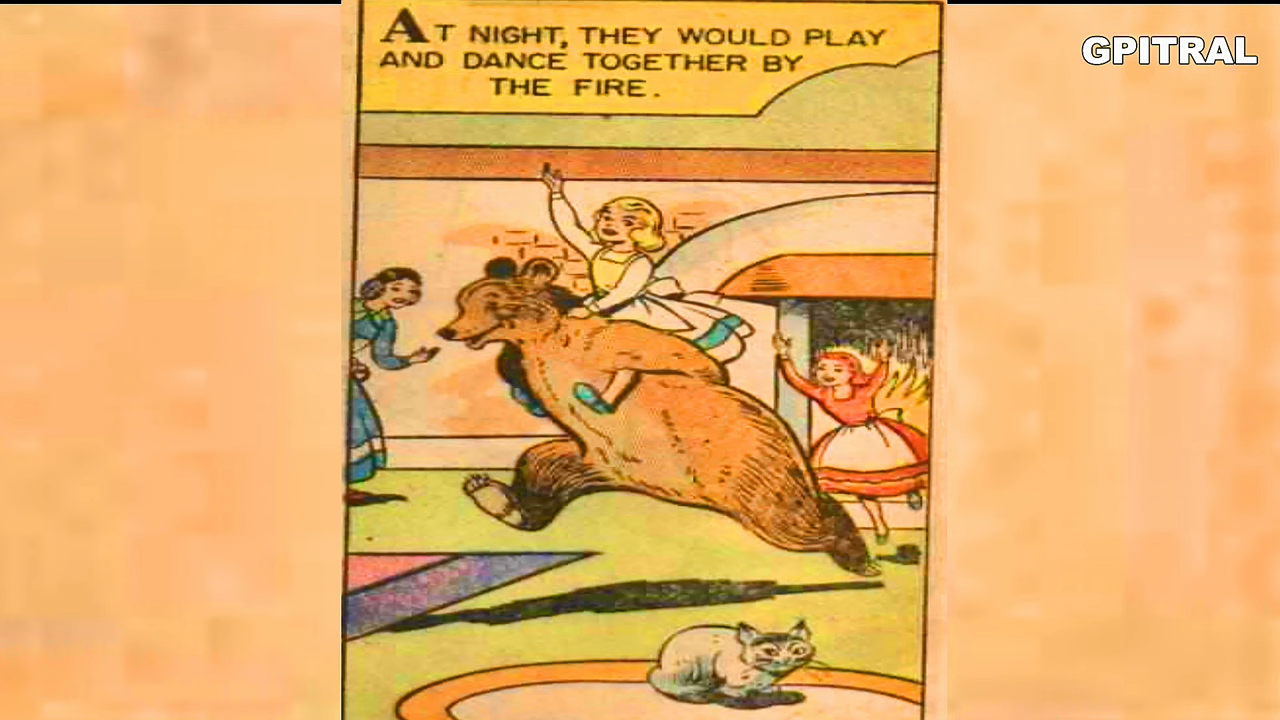 AT NIGHT, THEY WOULD PLAY
AND DANCE TOGETHER BY
THE FIRE.
GPITRAL